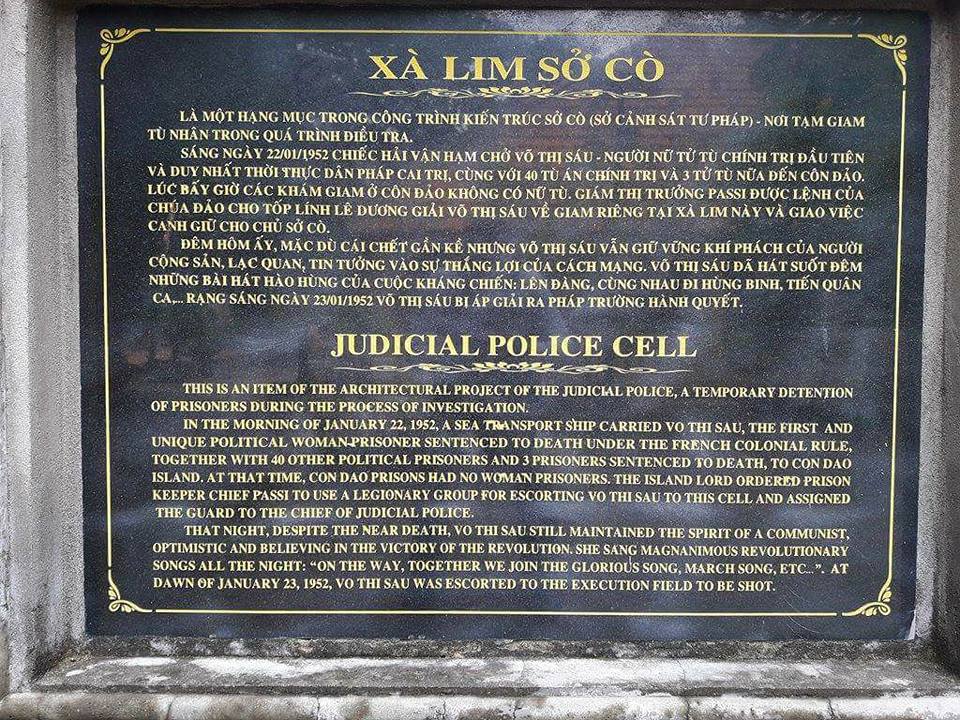 XÀ LIM SỞ CÒ
LÀ MỘT HẠNG MỤC TRONG CÔNG TRÌNH KIẾN TRÚC SỞ CÒ (SỞ CẢNH SÁT TƯ PHÁP) - NƠI TẠM GIAM
TÙ NHÂN TRONG QUÁ TRÌNH ĐIỀU TRA.
SÁNG NGÀY 22/01/1952 CHIẾC HẢI VẬN HẠM CHỞ VÕ THỊ SÁU - NGƯỜI NỮ TỬ TÙ CHÍNH TRỊ ĐẦU TIÊN
VÀ DUY NHẤT THỜI THỰC DÂN PHÁP CAI TRỊ, CÙNG VỚI 40 TÙ ÁN CHÍNH TRỊ VÀ 3 TỬ TÙ NỮA ĐẾN CÔN ĐẢO.
LÚC BẤY GIỜ CÁC KHÁM GIAM Ở CÔN ĐẢO KHÔNG CÓ NỮ TÙ. GIÁM THỊ TRƯỞNG PASSI ĐƯỢC LỆNH CỦA
CHÚA ĐẢO CHO TỐP LÍNH LÊ DƯƠNG GIẢI VÕ THỊ SÁU VỀ GIAM RIÊNG TẠI XÀ LIM NÀY VÀ GIAO VIỆC
CANH GIỮ CHO CHỦ SỞ CÒ.
ĐÊM HÔM ẤY, MẶC DÙ CÁI CHẾT GẦN KỀ NHƯNG VÕ THỊ SÁU VẪN GIỮ VỮNG KHÍ PHÁCH CỦA NGƯỜI
CỘNG SẢN, LẠC QUAN, TIN TƯỞNG VÀO SỰ THẮNG LỢI CỦA CÁCH MẠNG. VÕ THỊ SÁU ĐÃ HÁT SUỐT ĐÊM
NHỮNG BÀI HÁT HÀO HÙNG CỦA CUỘC KHÁNG CHIẾN: LÊN ĐÀNG, CÙNG NHAU ĐI HÙNG BINH, TIẾN QUÂN
CA,... RẠNG SÁNG NGÀY 23/01/1952 VÕ THỊ SÁU BỊ ÁP GIẢI RA PHÁP TRƯỜNG HÀNH QUYẾT.
JUDICIAL POLICE CELL
THIS IS AN ITEM OF THE ARCHITECTURAL PROJECT OF THE JUDICIAL POLICE, A TEMPORARY DETENTION
OF PRISONERS DURING THE PROCESS OF INVESTIGATION.
IN THE MORNING OF JANUARY 22, 1952, A SEA TRANSPORT SHIP CARRIED VO THI SAU, THE FIRST AND
UNIQUE POLITICAL WOMAN PRISONER SENTENCED TO DEATH UNDER THE FRENCH COLONIAL RULE,
TOGETHER WITH 40 OTHER POLITICAL PRISONERS AND 3 PRISONERS SENTENCED TO DEATH, TO CON DAO
ISLAND. AT THAT TIME, CON DAO PRISONS HAD NO WOMAN PRISONERS. THE ISLAND LORD ORDERED PRISON
KEEPER CHIEF PASSI TO USE A LEGIONARY GROUP FOR ESCORTING VO THI SAU TO THIS CELL AND ASSIGNED
THE GUARD TO THE CHIEF OF JUDICIAL POLICE.
THAT NIGHT, DESPITE THE NEAR DEATH, VO THI SAU STILL MAINTAINED THE SPIRIT OF A COMMUNIST,
OPTIMISTIC AND BELIEVING IN THE VICTORY OF THE REVOLUTION. SHE SANG MAGNANIMOUS REVOLUTIONARY
SONGS ALL THE NIGHT: "ON THE WAY, TOGETHER WE JOIN THE GLORIOUS SONG, MARCH SONG, ETC...". AT
DAWN OF JANUARY 23, 1952, VO THI SAU WAS ESCORTED TO THE EXECUTION FIELD TO BE SHOT.